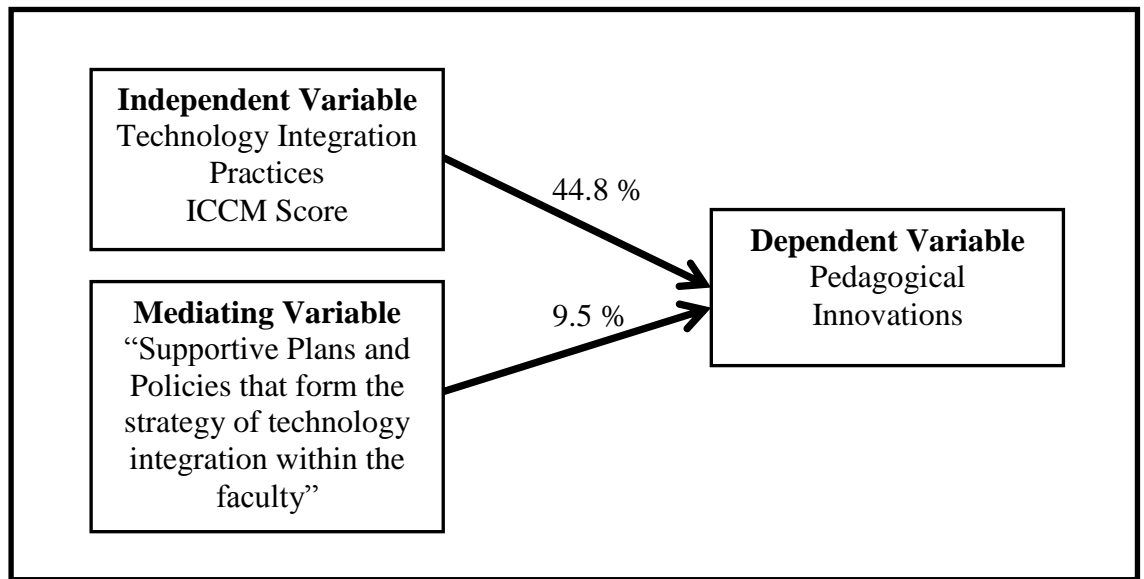 Independent Variable
Technology Integration
Practices
ICCM Score
44.8 %
Mediating Variable
“Supportive Plans and
Policies that form the
strategy of technology
integration within the
faculty”
9.5 %
Dependent Variable
Pedagogical
Innovations